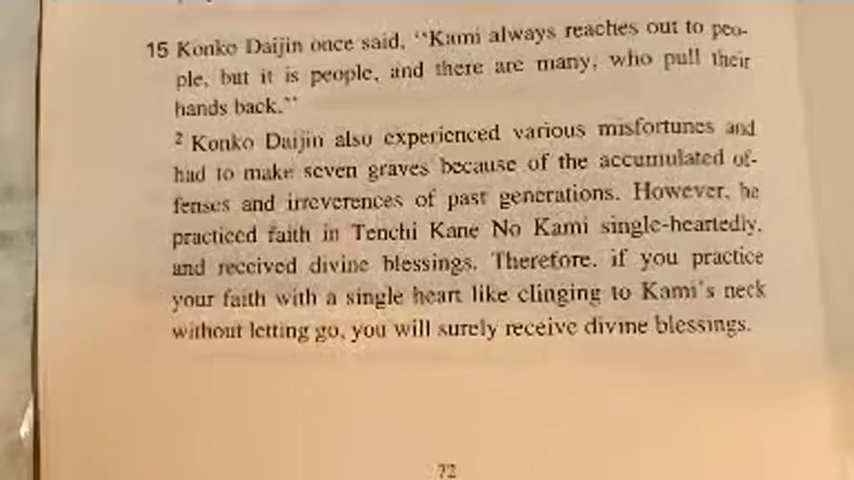 15 Konko Daijin once said, "Kami always reaches out to peo-
ple, but it is people, and there are many, who pull their
hands back."
2 Konko Daijin also experienced various misfortunes and
had to make seven graves because of the accumulated of-
fenses and irreverences of past generations. However, he
practiced faith in Tenchi Kane No Kami single-heartedly,
and received divine blessings. Therefore, if you practice
your faith with a single heart like clinging to Kami's neck
without letting go, you will surely receive divine blessings.
72